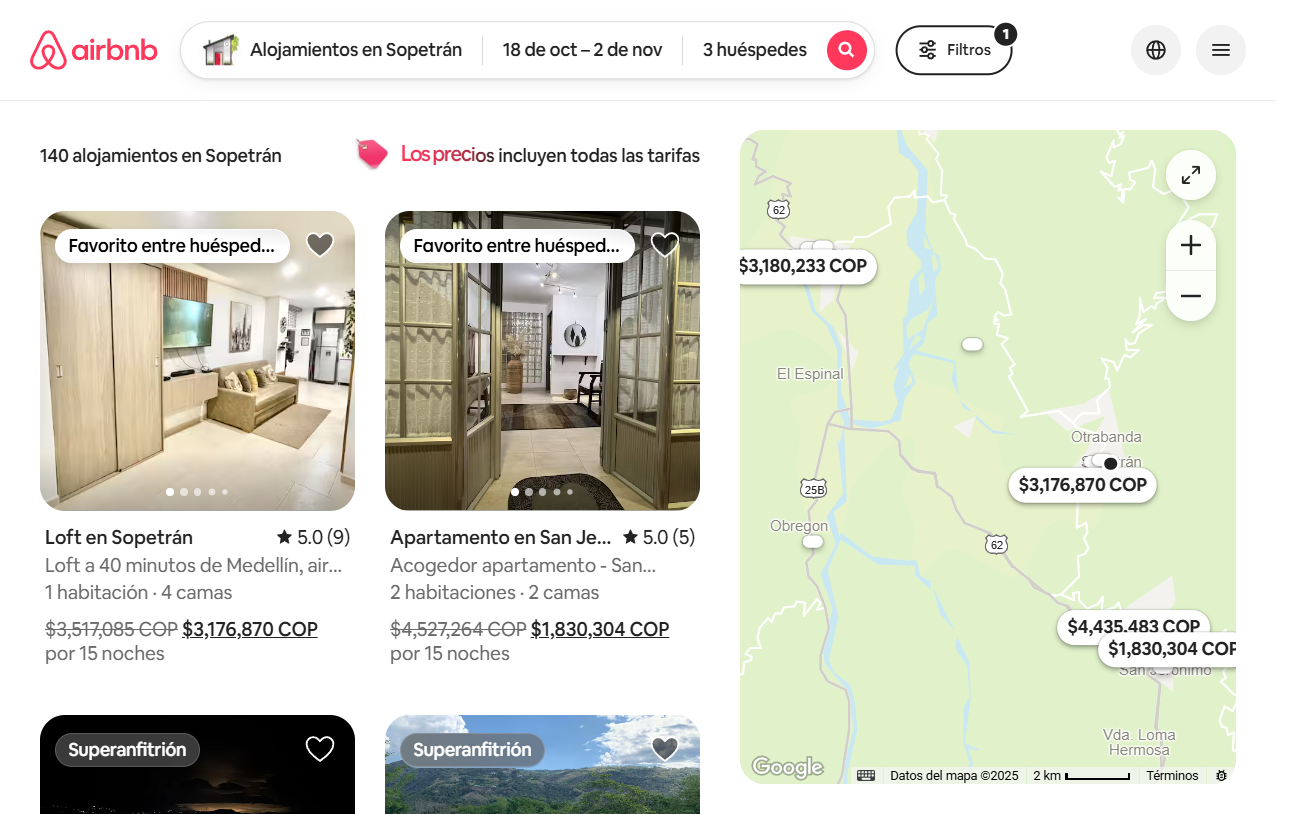 airbnb
Alojamientos en Sopetrán
18 de oct – 2 de nov
3 huéspedes
Filtros
1
140 alojamientos en Sopetrán
Los precios incluyen todas las tarifas
Favorito entre huésped...
Favorito entre huésped...
Loft en Sopetrán
5.0 (9)
Loft a 40 minutos de Medellín, air...
1 habitación · 4 camas
$3,517,085 COP $3,176,870 COP
por 15 noches
Apartamento en San Je...
5.0 (5)
Acogedor apartamento - San...
2 habitaciones · 2 camas
$4,527,264 COP $1,830,304 COP
por 15 noches
Superanfitrión
Superanfitrión
62
$3,180,233 COP
El Espinal
Otrabanda
$3,176,870 COP
25B
Obregon
62
$4,435,483 COP
$1,830,304 COP
San Jerónimo
Vda. Loma
Hermosa
Google
Datos del mapa ©2025
2 km
Términos